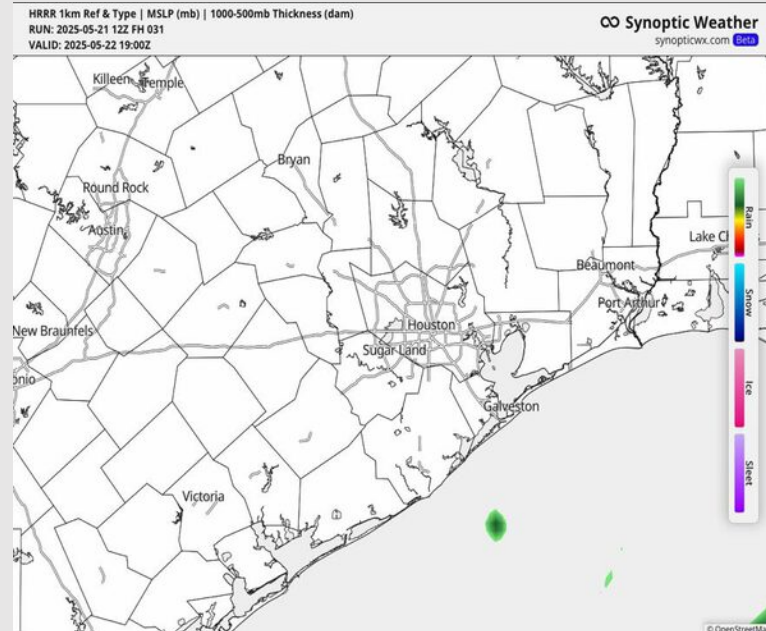 HRRR 1km Ref & Type | MSLP (mb) | 1000-500mb Thickness (dam)
RUN: 2025-05-21 12Z FH 031
VALID: 2025-05-22 19:00Z
Synoptic Weather
synopticwx.com Beta
Killeen Temple
Bryan
Round Rock
Austin
Lake Ch
Beaumont
Port Arthur
New Braunfels
Houston
Sugar Land
onio
Galveston
Victoria
Rain
Snow
Ice
Sleet
© OpenStreetMa